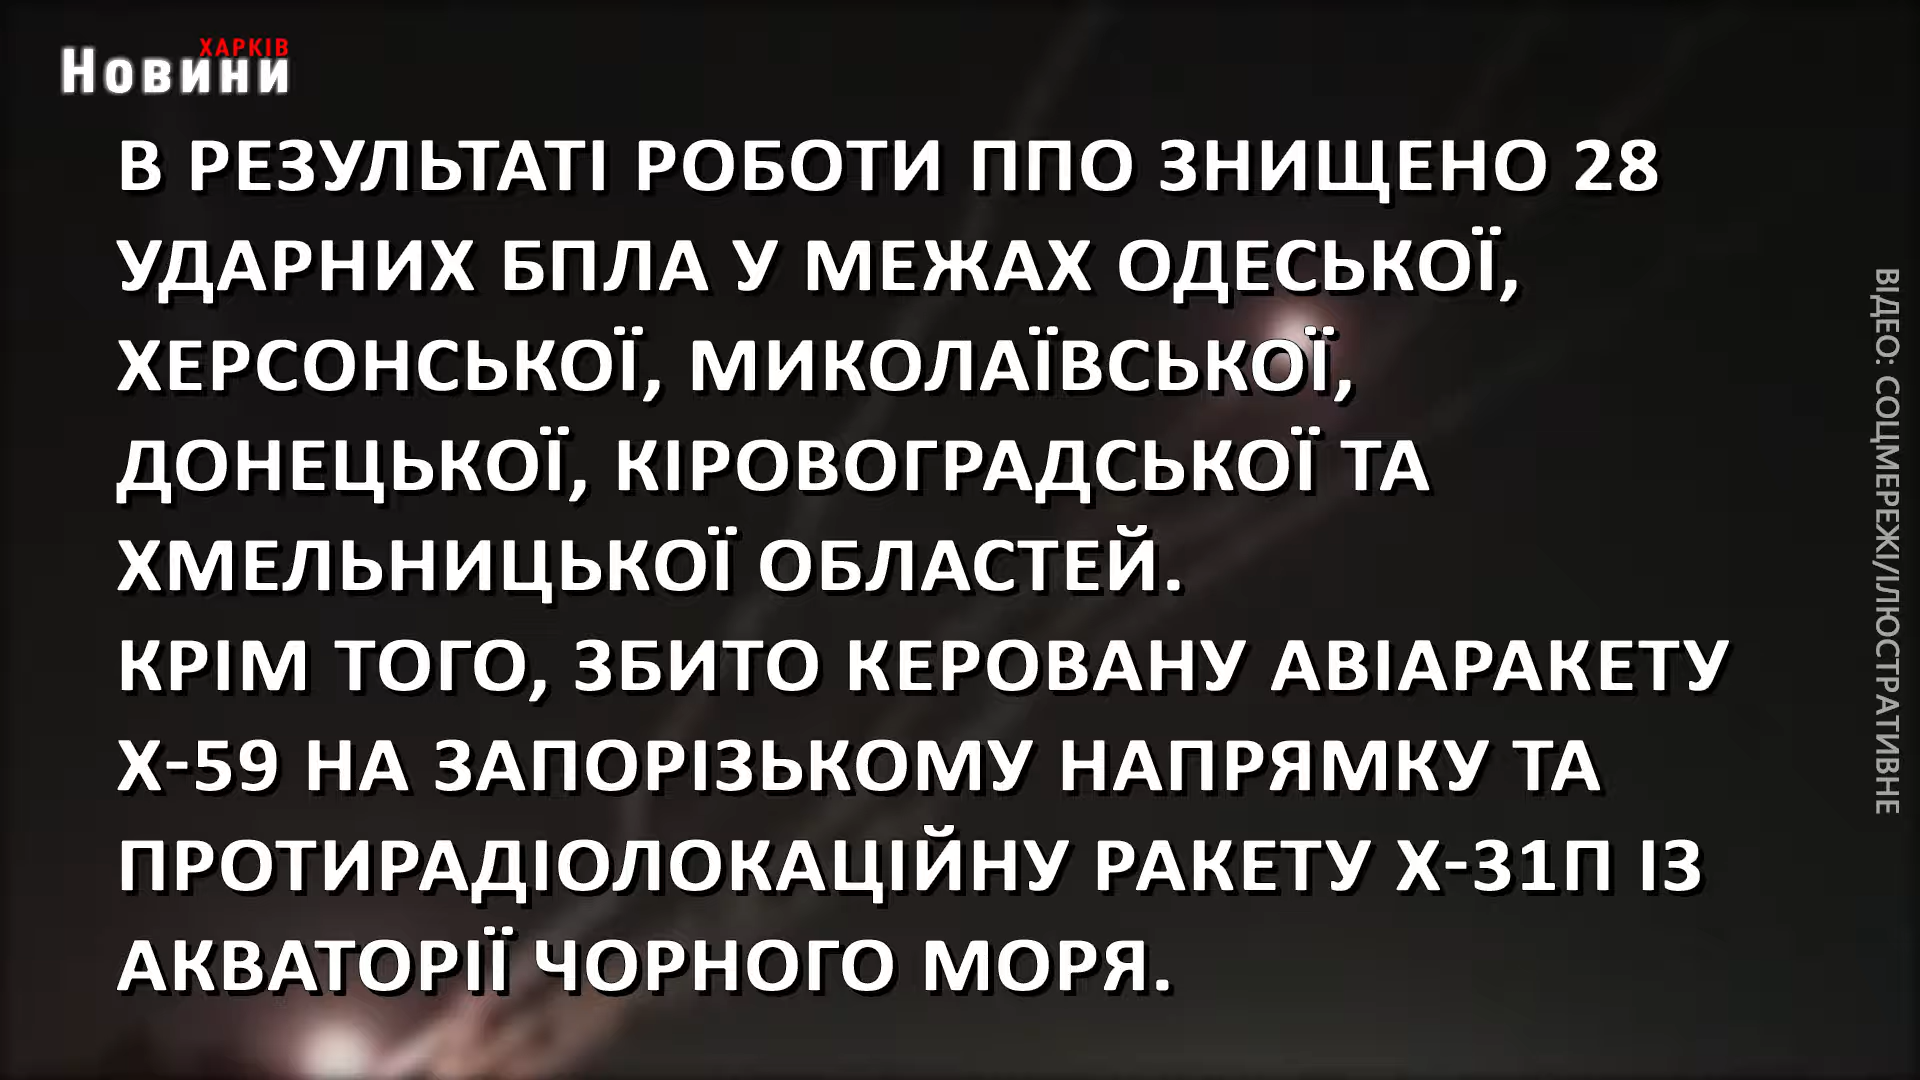 ХАРКІВ
Новини
В РЕЗУЛЬТАТІ РОБОТИ ППО ЗНИЩЕНО 28
УДАРНИХ БПЛА У МЕЖАХ ОДЕСЬКОЇ,
ХЕРСОНСЬКОЇ, МИКОЛАЇВСЬКОЇ,
ДОНЕЦЬКОЇ, КІРОВОГРАДСЬКОЇ ТА
ХМЕЛЬНИЦЬКОЇ ОБЛАСТЕЙ.
КРІМ ТОГО, ЗБИТО КЕРОВАНУ АВІАРАКЕТУ
Х-59 НА ЗАПОРІЗЬКОМУ НАПРЯМКУ ТА
ПРОТИРАДІОЛОКАЦІЙНУ РАКЕТУ Х-31П ІЗ
АКВАТОРІЇ ЧОРНОГО МОРЯ.
ВІДЕО: СОЦМЕРЕЖІ/ІЛЮСТРАТИВНЕ